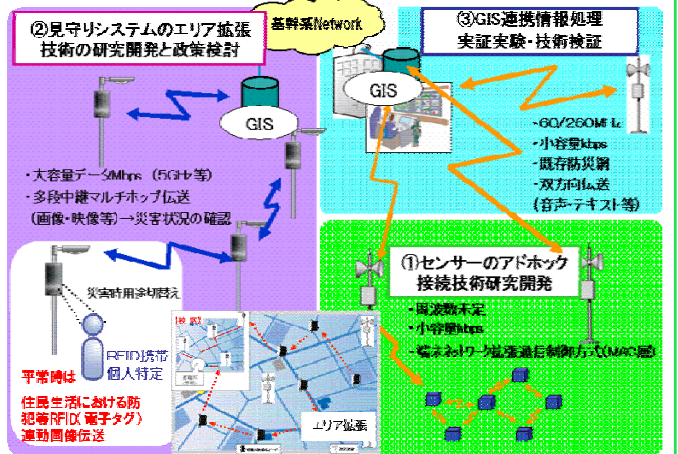 ②見守りシステムのエリア拡張
技術の研究開発と政策検討
基幹系Network
③GIS連携情報処理
実証実験・技術検証
GIS
GIS
・60/260MHz
・小容量kbps
・既存防災網
・双方向伝送
(音声・テキスト等)
・大容量データMbps (5GHz等)
・多段中継マルチホップ伝送
(画像・映像等)→災害状況の確認
①センサーのアドホック
接続技術研究開発
・周波数未定
・小容量kbps
・端末ネットワーク拡張通信制御方式(MAC層)
災害時用途切替え
RFID携帯
個人特定
平常時は
住民生活における防
犯等RFID(電子タグ)
連動画像伝送
エリア拡張